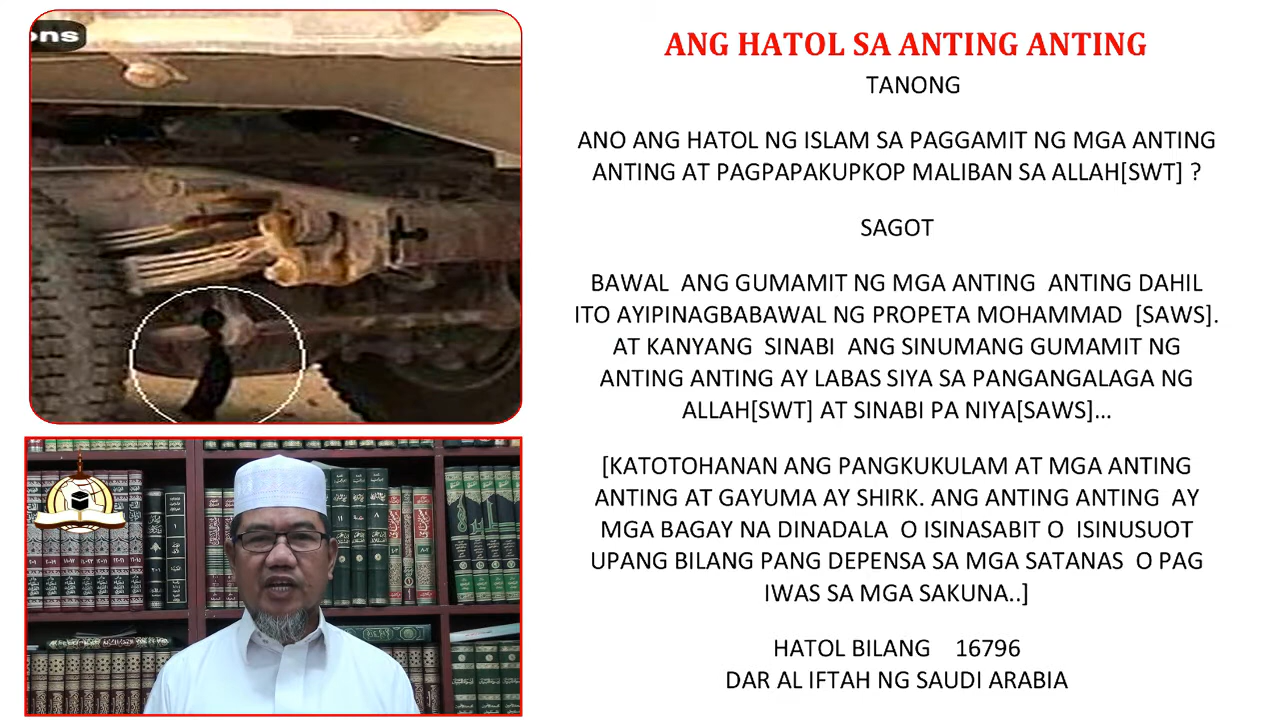 ons
ANG HATOL SA ANTING ANTING
TANONG
ANO ANG HATOL NG ISLAM SA PAGGAMIT NG MGA ANTING
ANTING AT PAGPAPAKUPKOP MALIBAN SA ALLAH[SWT] ?
SAGOT
BAWAL ANG GUMAMIT NG MGA ANTING ANTING DAHIL
ITO AYIPINAGBABAWAL NG PROPETA MOHAMMAD [SAWS].
AT KANYANG SINABI ANG SINUMANG GUMAMIT NG
ANTING ANTING AY LABAS SIYA SA PANGANGALAGA NG
ALLAH[SWT] AT SINABI PA NIYA[SAWS]...
[KATOTOHANAN ANG PANGKUKULAM AT MGA ANTING
ANTING AT GAYUMA AY SHIRK. ANG ANTING ANTING AY
MGA BAGAY NA DINADALA O ISINASABIT O ISINUSUOT
UPANG BILANG PANG DEPENSA SA MGA SATANAS O PAG
IWAS SA MGA SAKUNA..]
HATOL BILANG 16796
DAR AL IFTAH NG SAUDI ARABIA